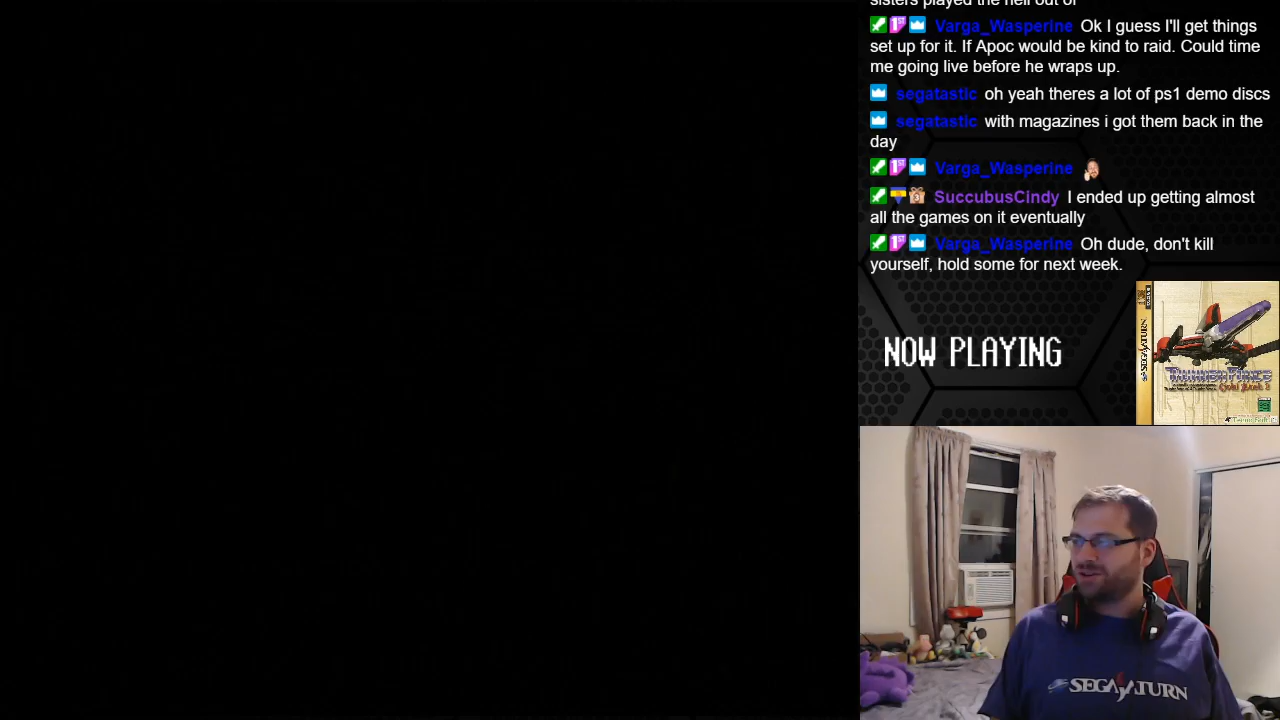 sisters played the hell out of
Varga_Wasperine Ok I guess I'll get things
set up for it. If Apoc would be kind to raid. Could time
me going live before he wraps up.
segatastic oh yeah theres a lot of ps1 demo discs
segatastic with magazines i got them back in the
day
Varga_Wasperine
SuccubusCindy I ended up getting almost
all the games on it eventually
Varga_Wasperine Oh dude, don't kill
yourself, hold some for next week.
NOW PLAYING
SEGA SATURN
THUNDER FORCE
Gold Pack 2
SEGA SATURN